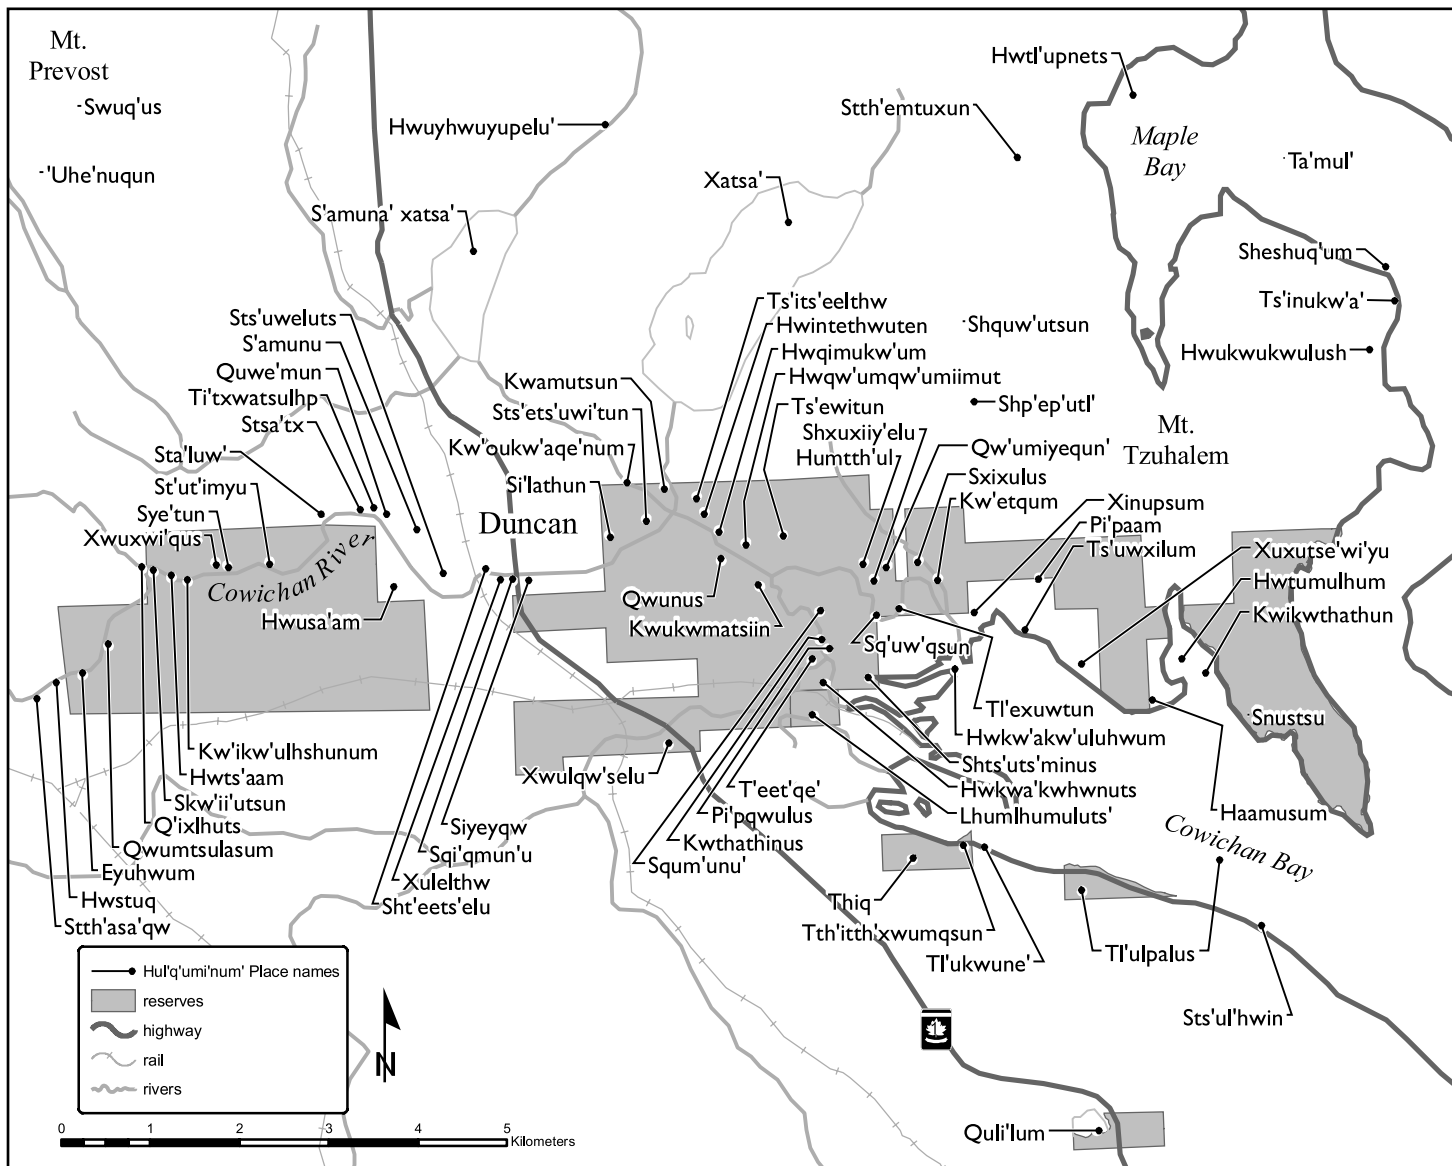 Mt.
Prevost
Swuq'us
'Uhe'nuqun
Hwuyhwuyupelu'
S'amuna' xatsa'
Xatsa'
Stth'emtuxun
Hwtl'upnets
Maple
Bay
Ta'mul'
Sheshuq'um
Ts'inukw'a'
Hwukwukwulush
Shquw'utsun
Shp'ep'utl'
Mt.
Tzuhalem
Sts'uweluts
S'amunu
Quwe'mun
Ti'txwatsulhp
Stsa'tx
Sta'luw'
St'ut'imyu
Sye'tun
Xwuxwi'qus
Cowichan River
Hwusa'am
Duncan
Kwamutsun
Sts'ets'uwi'tun
Kw'oukw'aqe'num
Si'lathun
Ts'its'eelthw
Hwintethwuten
Hwqimukw'um
Hwqw'umqw'umiimut
Ts'ewitun
Shxuxiiy'elu
Humtth'ul
Qw'umiyequn'
Sxixulus
Kw'etqum
Xinupsum
Pi'paam
Ts'uwxilum
Xuxutse'wi'yu
Hwtumulhum
Kwikwthathun
Qwunus
Kwukwmatsiin
Sq'uw'qsun
Snustsu
Tl'exuwtun
Hwkw'akw'uluhwum
Shts'uts'minus
Hwkwa'kwhwnuts
Lhumlhumuluts'
Haamusum
Cowichan Bay
Kw'ikw'ulhshunum
Hwts'aam
Skw'ii'utsun
Q'ixlhuts
Qwumtsulasum
Eyuhwum
Hwstuq
Stth'asa'qw
Siyeyqw
Sqi'qmun'u
Xulelthw
Sht'eets'elu
Xwulqw'selu
T'eet'qe'
Pi'pqwulus
Kwthathinus
Squm'unu'
Thiq
Tth'itth'xwumqsun
Tl'ukwune'
Tl'ulpalus
Sts'ul'hwin
Quli'lum
1
Hul'q'umi'num' Place names
reserves
highway
rail
rivers
N
0 1 2 3 4 5
Kilometers